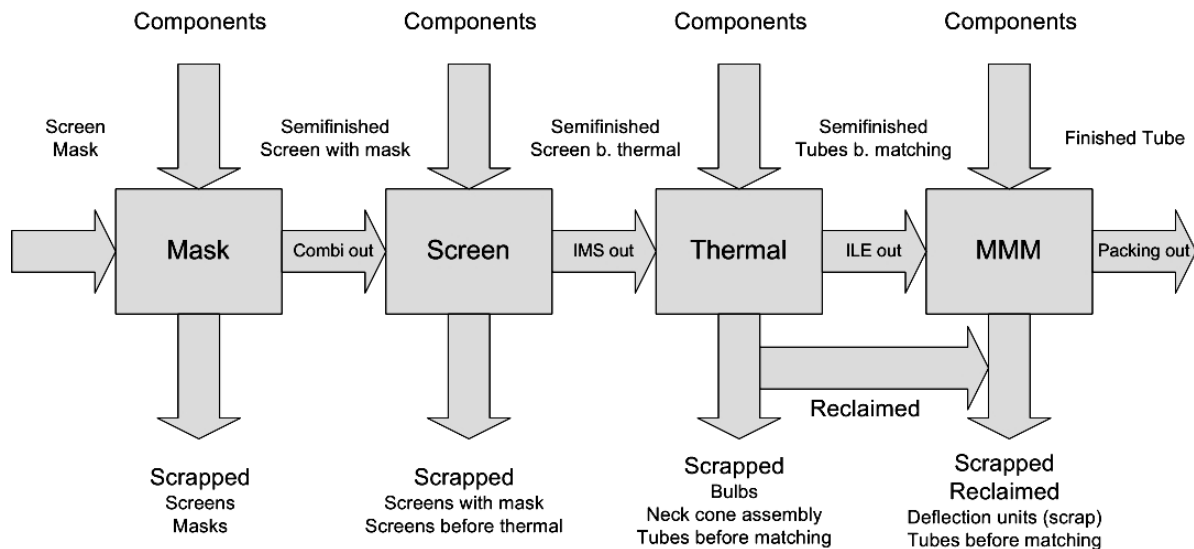 Components
Components
Components
Components
Screen
Mask
Semifinished
Screen with mask
Semifinished
Screen b. thermal
Semifinished
Tubes b. matching
Finished Tube
Mask
Combi out
Screen
IMS out
Thermal
ILE out
MMM
Packing out
Reclaimed
Scrapped
Screens
Masks
Scrapped
Screens with mask
Screens before thermal
Scrapped
Bulbs
Neck cone assembly
Tubes before matching
Scrapped
Reclaimed
Deflection units (scrap)
Tubes before matching